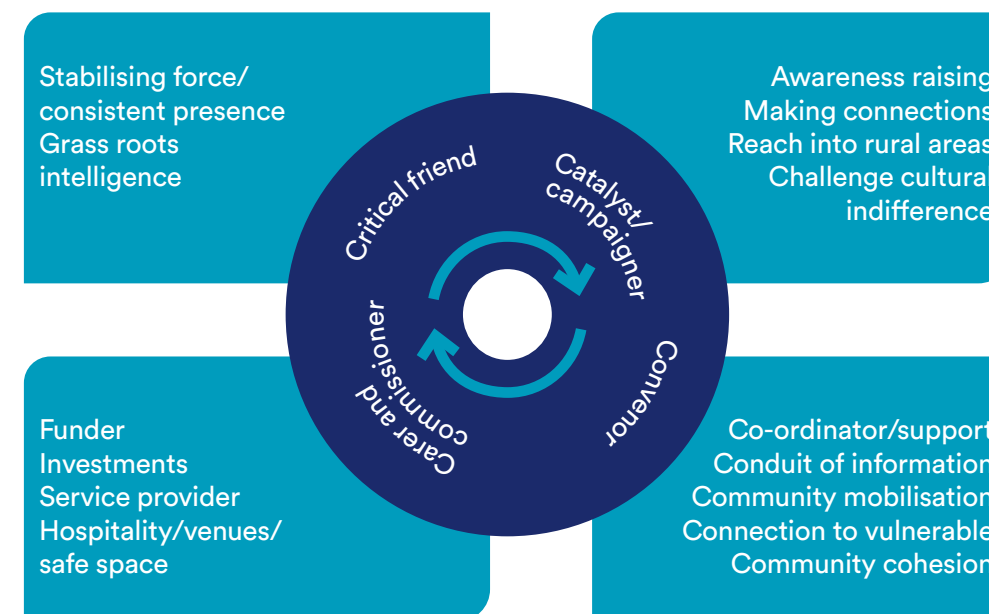 Stabilising force/
consistent presence
Grass roots
intelligence
Awareness raising
Making connections
Reach into rural areas
Challenge cultural
indifference
Critical friend
Catalyst/
campaigner
Carer and
commissioner
Convenor
Funder
Investments
Service provider
Hospitality/venues/
safe space
Co-ordinator/support
Conduit of information
Community mobilisation
Connection to vulnerable
Community cohesion